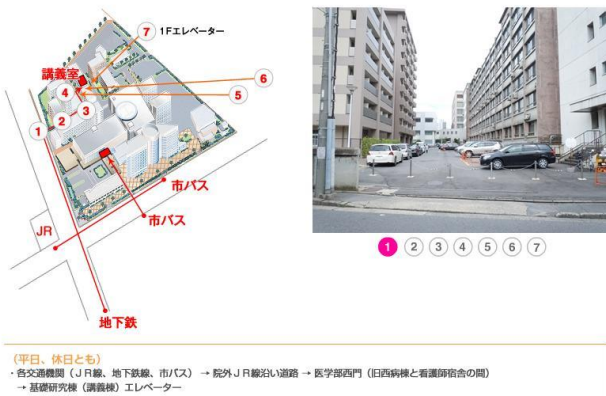 7 1Fエレベーター
講義室
6
4
5
3
2
1
市バス
市バス
JR
地下鉄
1 2 3 4 5 6 7
(平日、休日とも)
・各交通機関(JR線、地下鉄線、市バス) → 院外JR線沿い道路 → 医学部西門(旧西病棟と看護師宿舎の間)
→ 基礎研究棟(講義棟)エレベーター